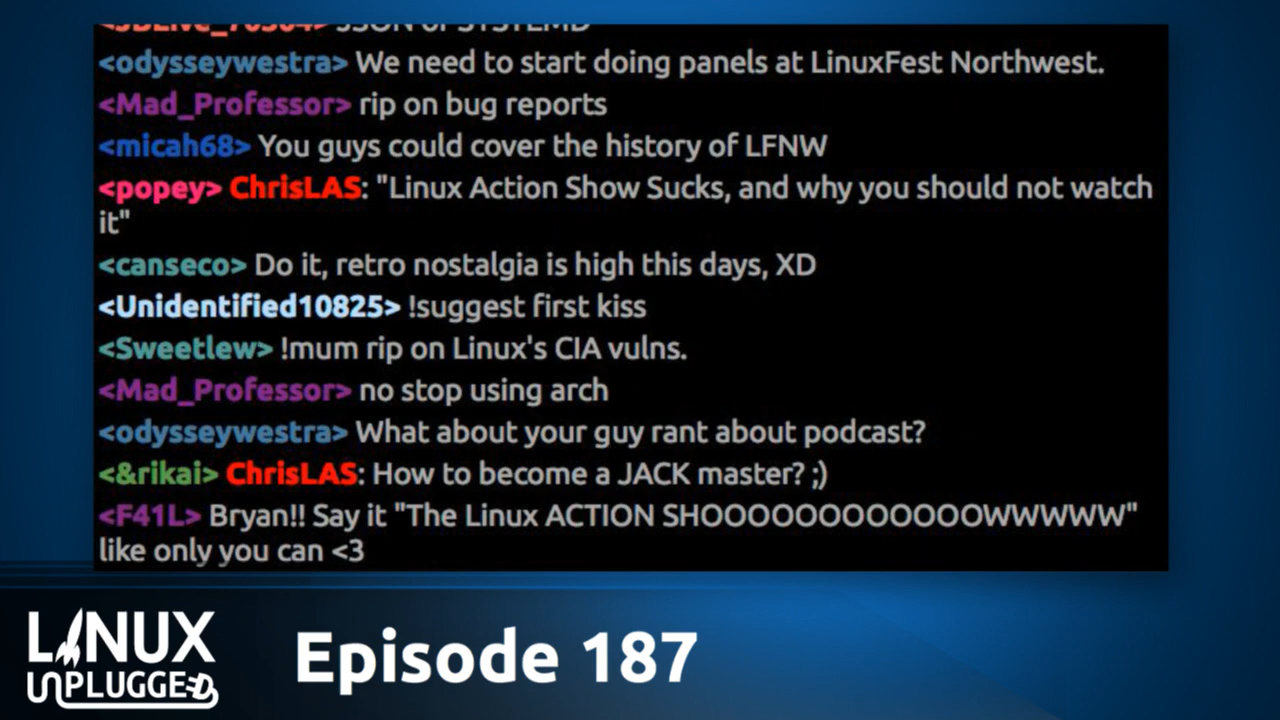 <odysseywestra> We need to start doing panels at LinuxFest Northwest.
<Mad_Professor> rip on bug reports
<micah68> You guys could cover the history of LFNW
<popey> ChrisLAS: "Linux Action Show Sucks, and why you should not watch
it"
<canseco> Do it, retro nostalgia is high this days, XD
<Unidentified10825> !suggest first kiss
<Sweetlew> !mum rip on Linux's CIA vulns.
<Mad_Professor> no stop using arch
<odysseywestra> What about your guy rant about podcast?
<&rikai> ChrisLAS: How to become a JACK master? ;)
<F41L> Bryan!! Say it "The Linux ACTION SHOOOOOOOOOOOOWWWWW"
like only you can <3
LINUX
UNPLUGGED
Episode 187